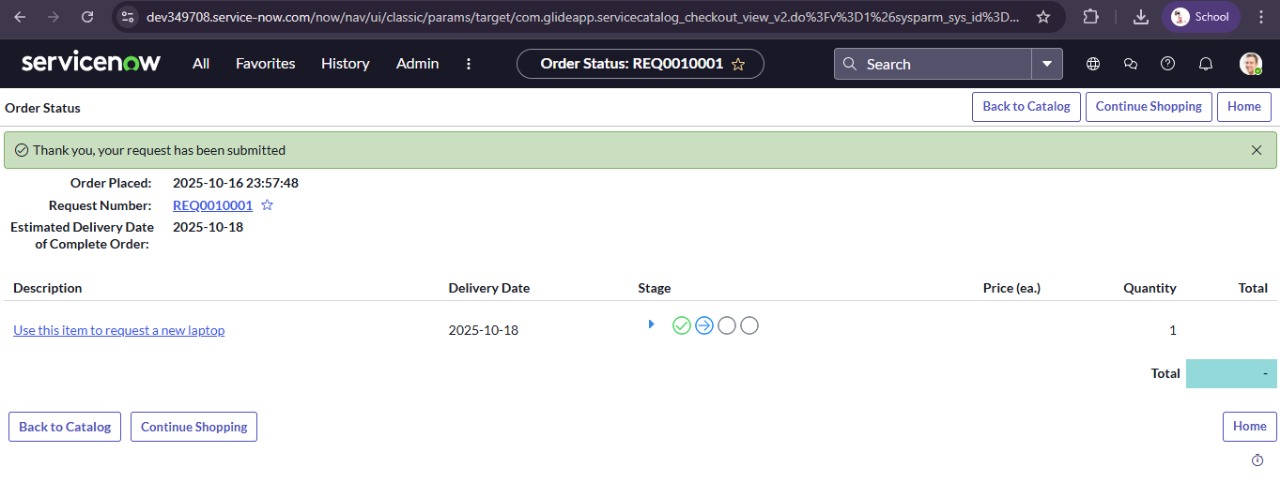 dev349708.service-now.com/now/nav/ui/classic/params/target/com.glideapp.servicecatalog_checkout_view_v2.do%3Fv%3D1%26sysparm_sys_id%3D...
School
servicenow All Favorites History Admin Order Status: REQ0010001 Search
Order Status Back to Catalog Continue Shopping Home
Thank you, your request has been submitted
Order Placed: 2025-10-16 23:57:48
Request Number: REQ0010001
Estimated Delivery Date 2025-10-18
of Complete Order:
Description Delivery Date Stage Price (ea.) Quantity Total
Use this item to request a new laptop 2025-10-18 1
Total -
Back to Catalog Continue Shopping Home